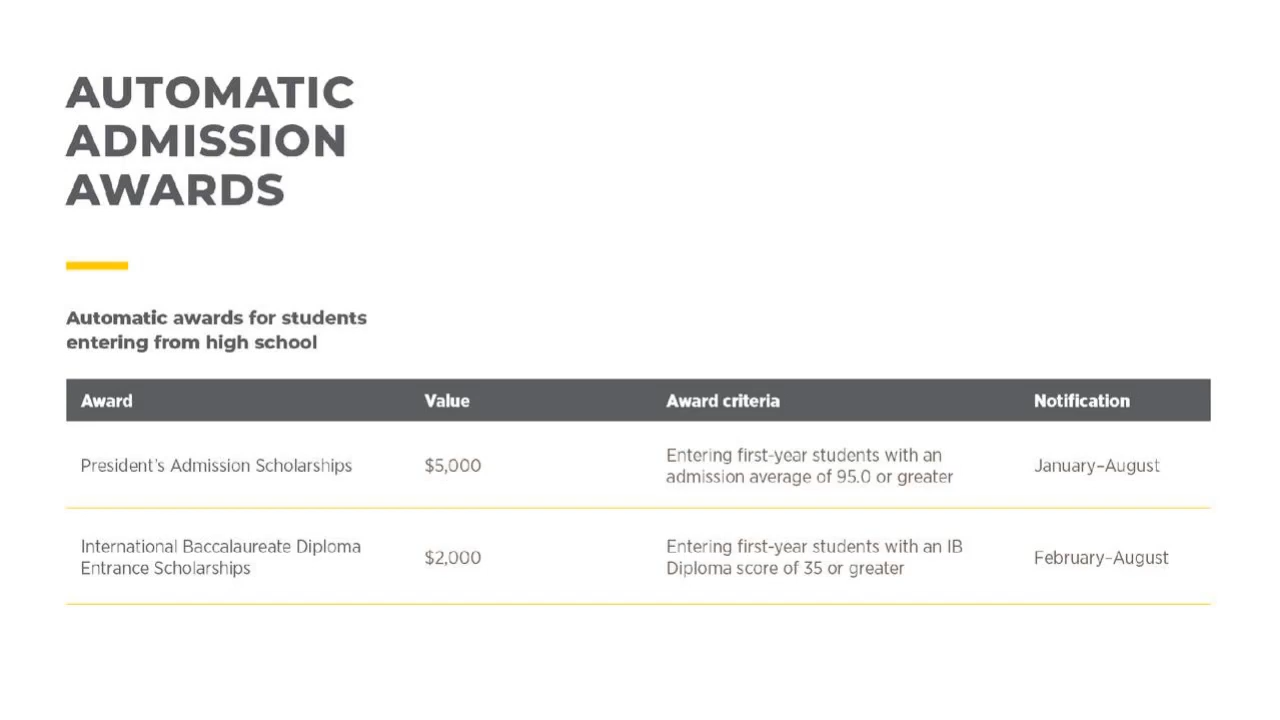 AUTOMATIC
ADMISSION
AWARDS
Automatic awards for students
entering from high school
Award Value Award criteria Notification
President's Admission Scholarships $5,000 Entering first-year students with an
admission average of 95.0 or greater January–August
International Baccalaureate Diploma
Entrance Scholarships $2,000 Entering first-year students with an IB
Diploma score of 35 or greater February–August